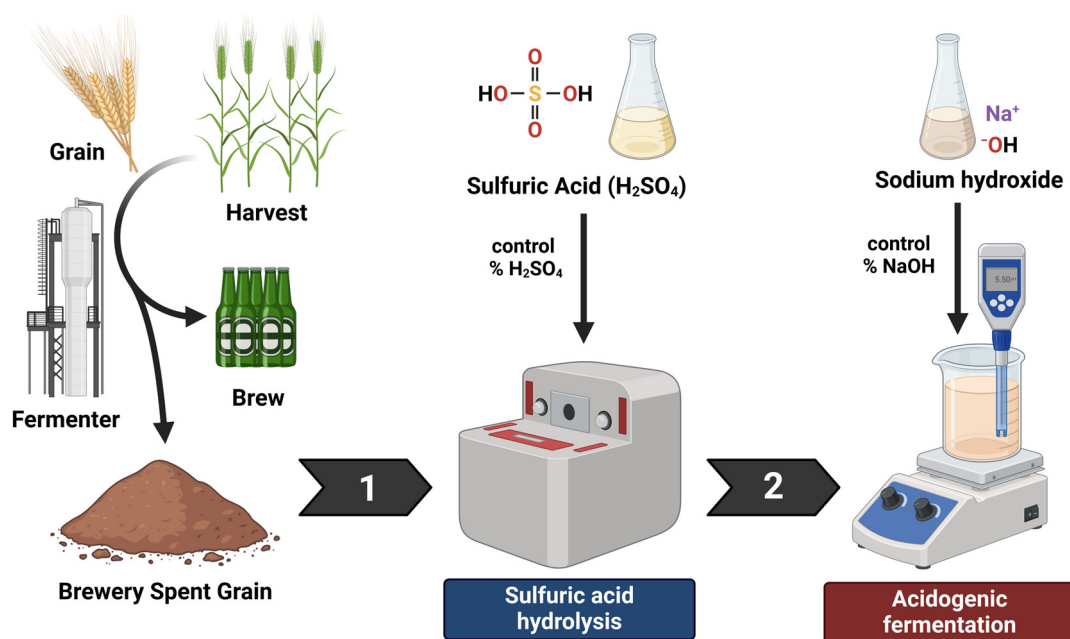 Grain
Harvest
Fermenter
Brew
Brewery Spent Grain
1
O
HO S OH
O
Sulfuric Acid (H₂SO₄)
control
% H₂SO₄
Sulfuric acid
hydrolysis
2
Na⁺
⁻OH
Sodium hydroxide
control
% NaOH
5.50
Acidogenic
fermentation